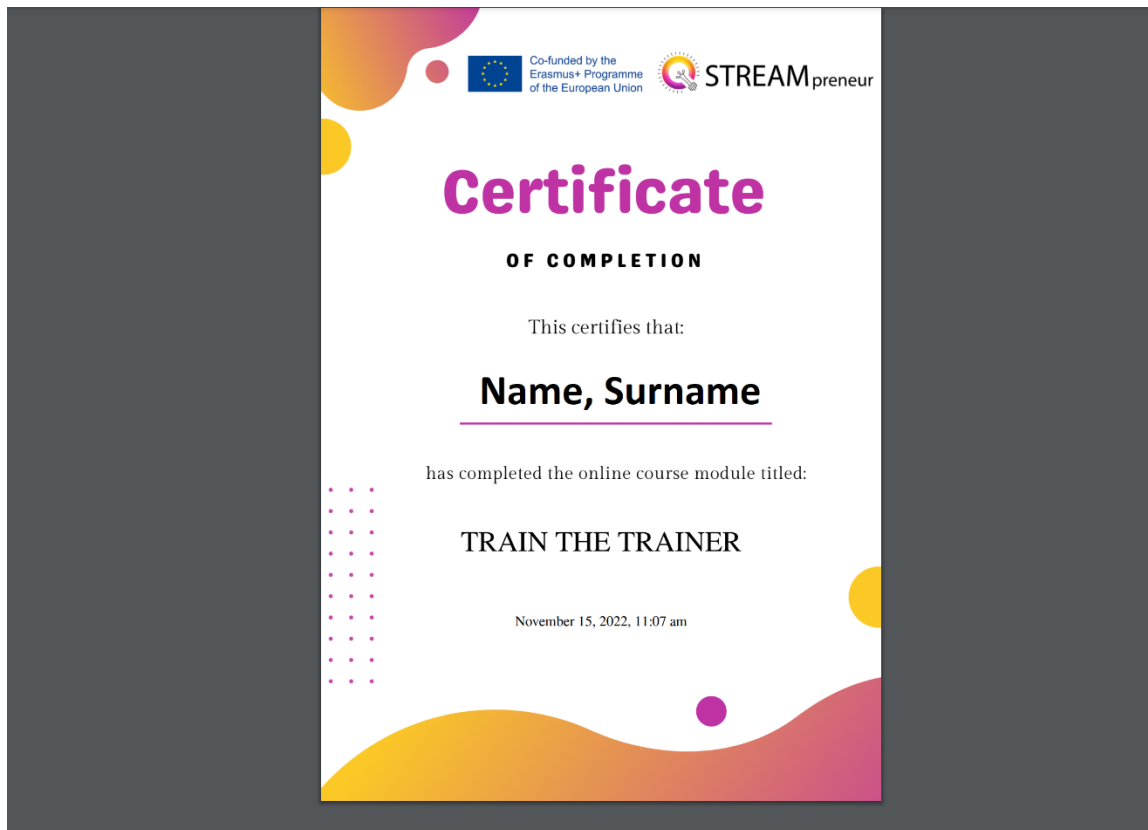 Co-funded by the
Erasmus+ Programme
of the European Union
STREAMpreneur
Certificate
OF COMPLETION
This certifies that:
Name, Surname
has completed the online course module titled:
TRAIN THE TRAINER
November 15, 2022, 11:07 am